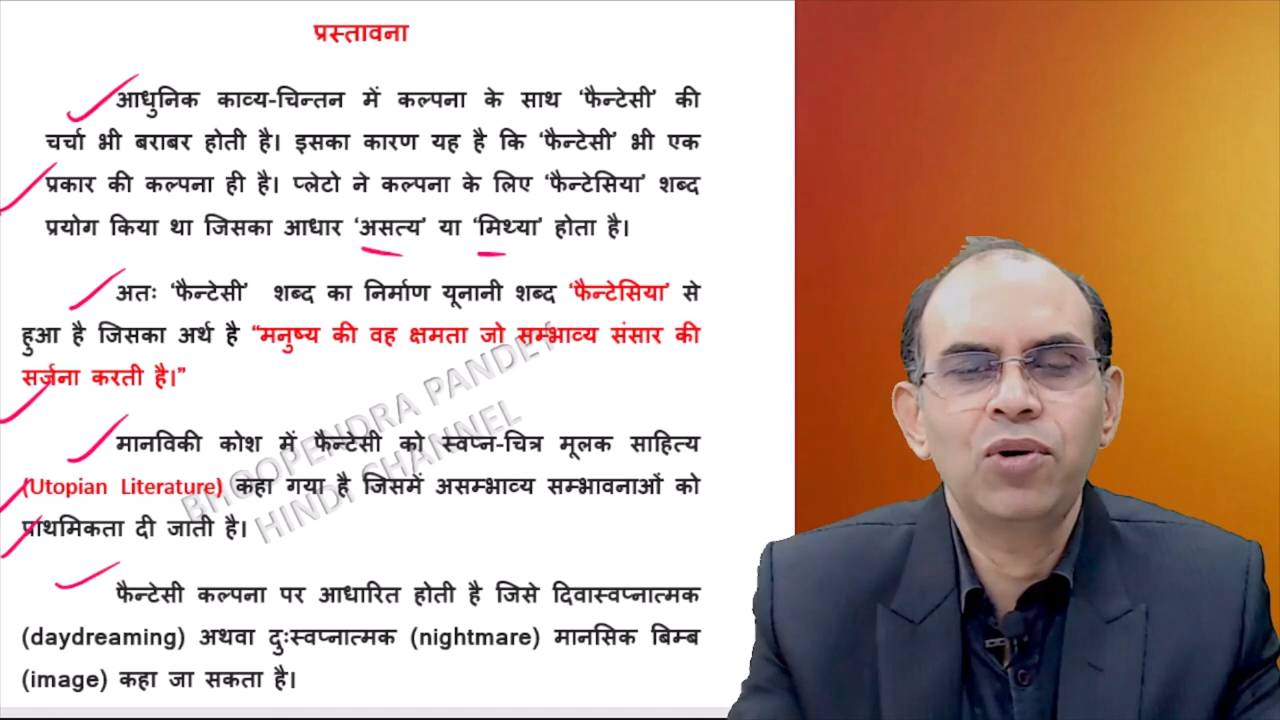 प्रस्तावना
आधुनिक काव्य-चिन्तन में कल्पना के साथ ‘फैन्टेसी’ की
चर्चा भी बराबर होती है। इसका कारण यह है कि ‘फैन्टेसी’ भी एक
प्रकार की कल्पना ही है। प्लेटो ने कल्पना के लिए ‘फैन्टेसिया’ शब्द
प्रयोग किया था जिसका आधार ‘असत्य’ या ‘मिथ्या’ होता है।
अतः ‘फैन्टेसी’ शब्द का निर्माण यूनानी शब्द ‘फैन्टेसिया’ से
हुआ है जिसका अर्थ है “मनुष्य की वह क्षमता जो सम्भाव्य संसार की
सर्जना करती है।”
मानविकी कोश में फैन्टेसी को स्वप्न-चित्र मूलक साहित्य
(Utopian Literature) कहा गया है जिसमें असम्भाव्य सम्भावनाओं को
प्राथमिकता दी जाती है।
फैन्टेसी कल्पना पर आधारित होती है जिसे दिवास्वप्नात्मक
(daydreaming) अथवा दुःस्वप्नात्मक (nightmare) मानसिक बिम्ब
(image) कहा जा सकता है।
BHOOPENDRA PANDEY
HINDI CHANNEL